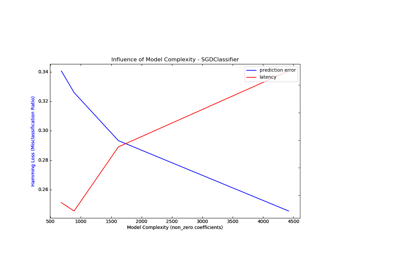 Influence of Model Complexity - SGDClassifier
prediction error
latency
0.34
0.32
0.30
0.28
0.26
Hamming Loss (Misclassification Ratio)
500 1000 1500 2000 2500 3000 3500 4000 4500
Model Complexity (non_zero coefficients)